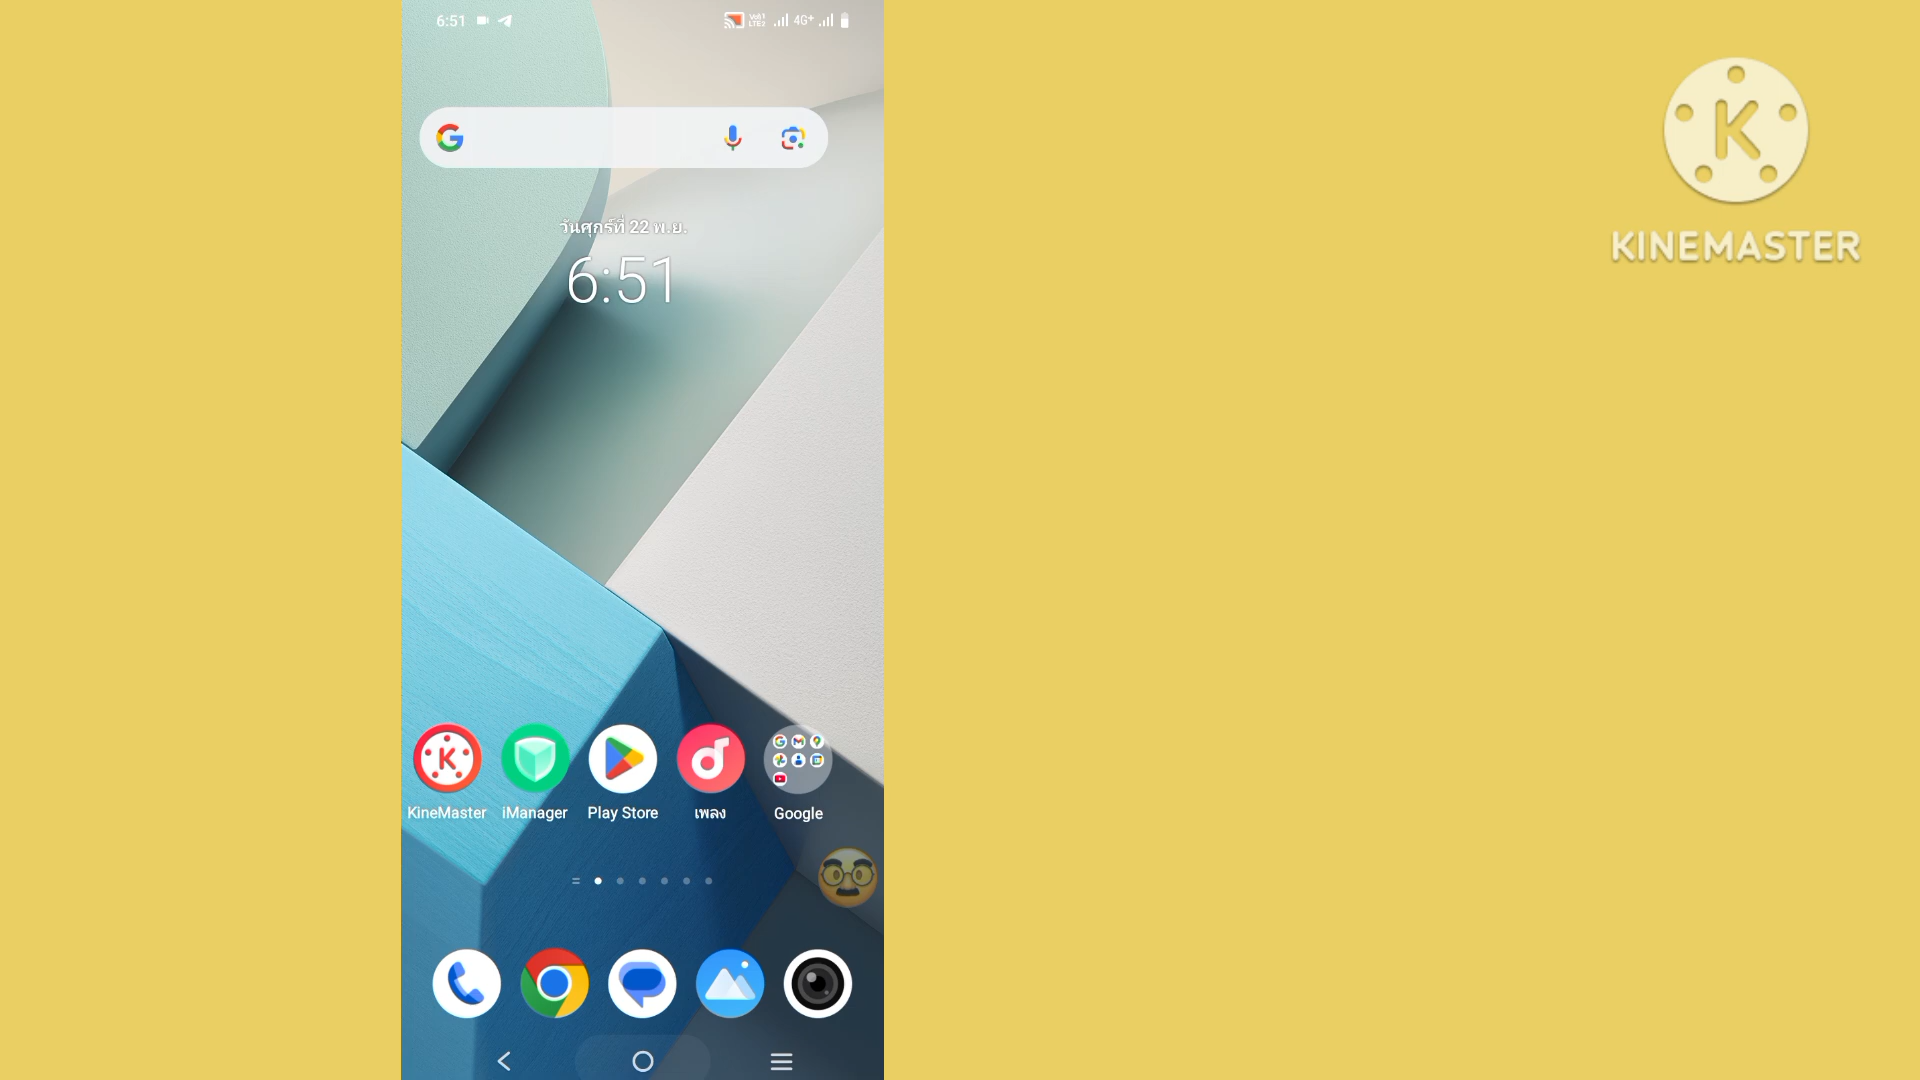 6:51
4G+
วันศุกร์ที่ 22 พ.ย.
6:51
KineMaster
iManager
Play Store
เพลง
Google
KINEMASTER